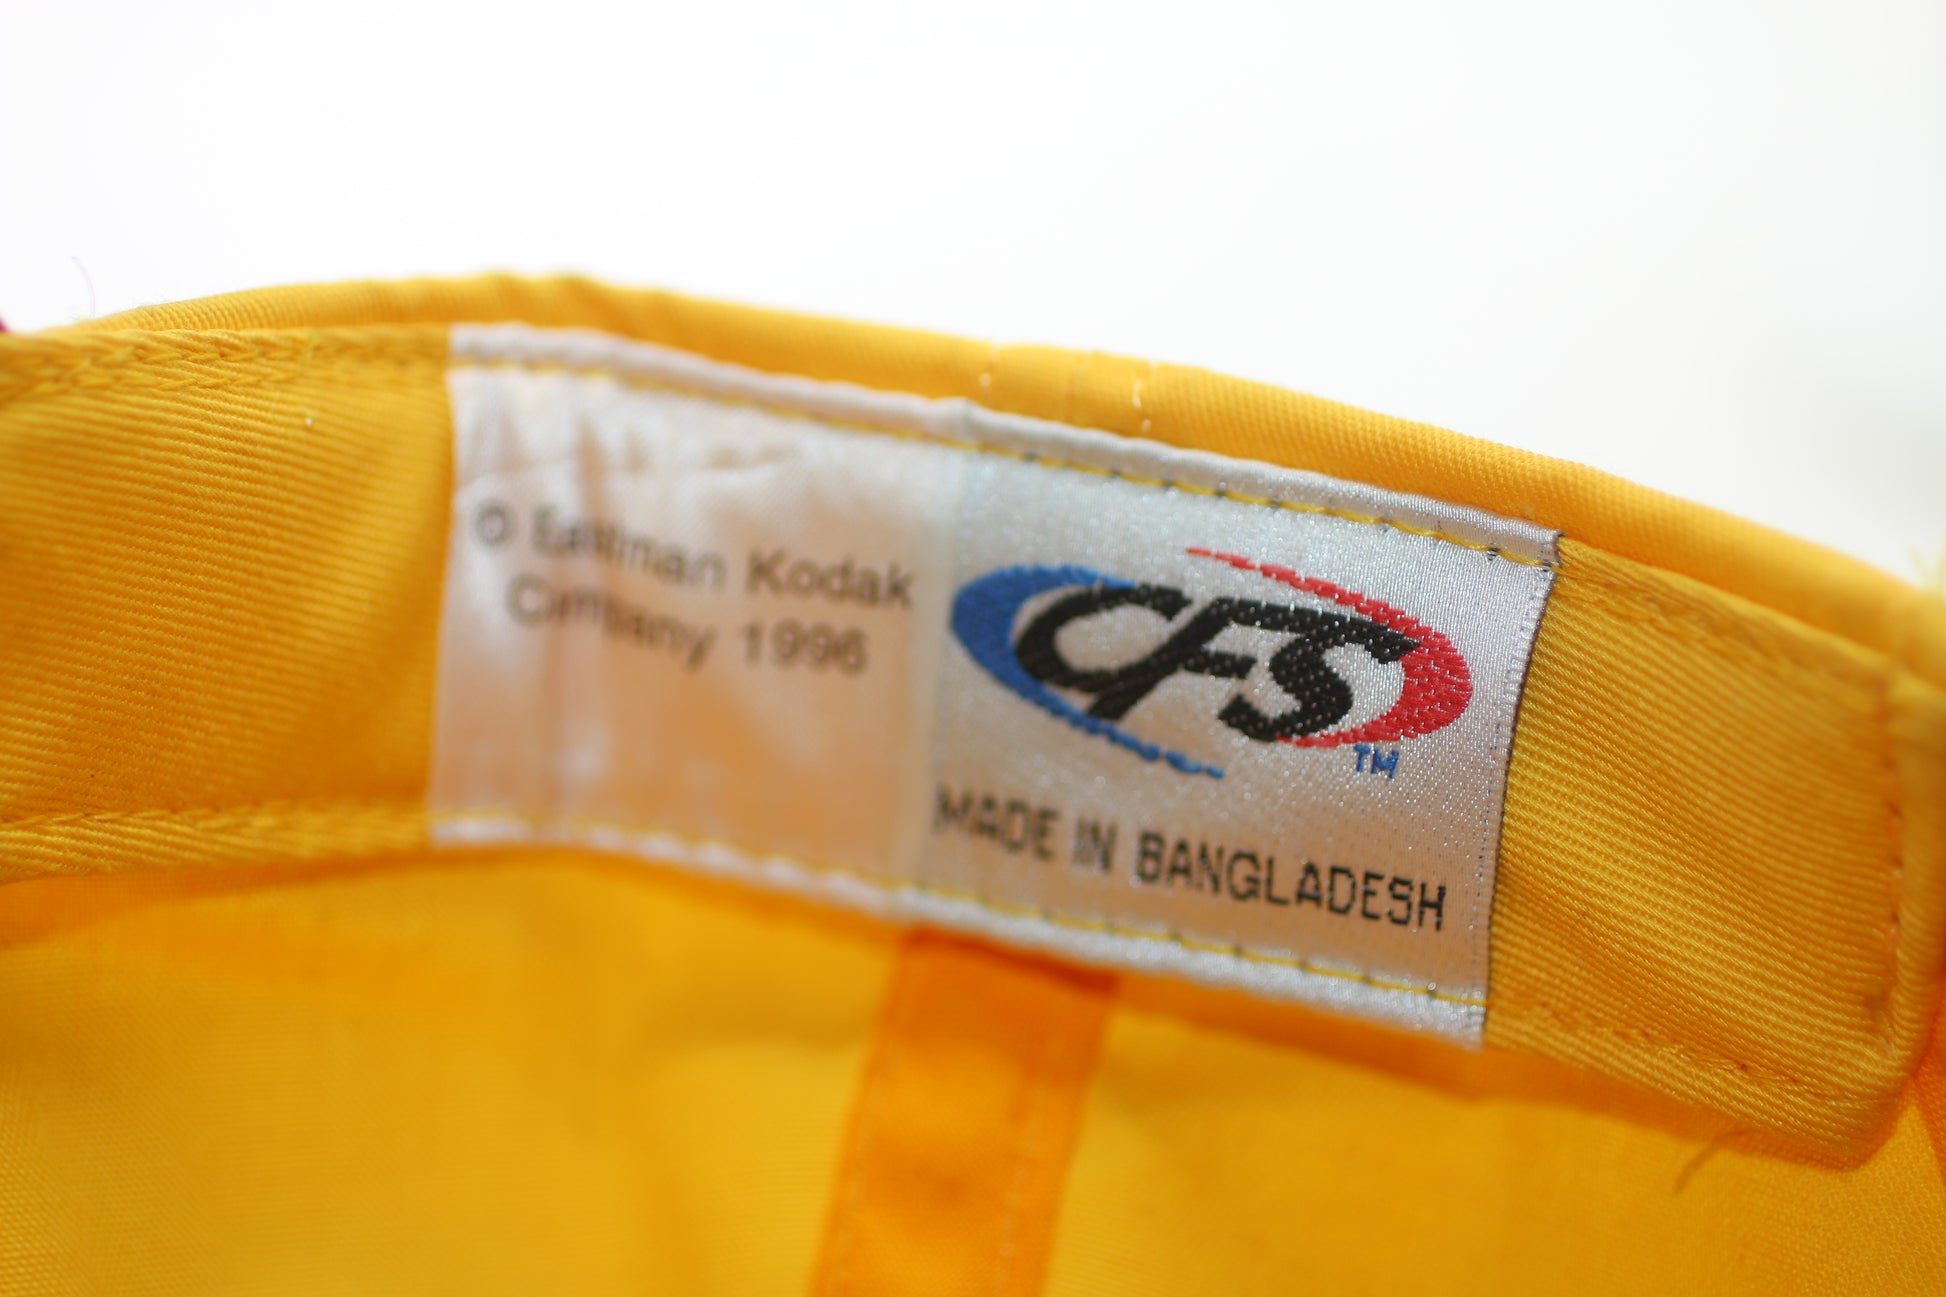 © Eastman Kodak
Company 1996
CFS
TM
MADE IN BANGLADESH